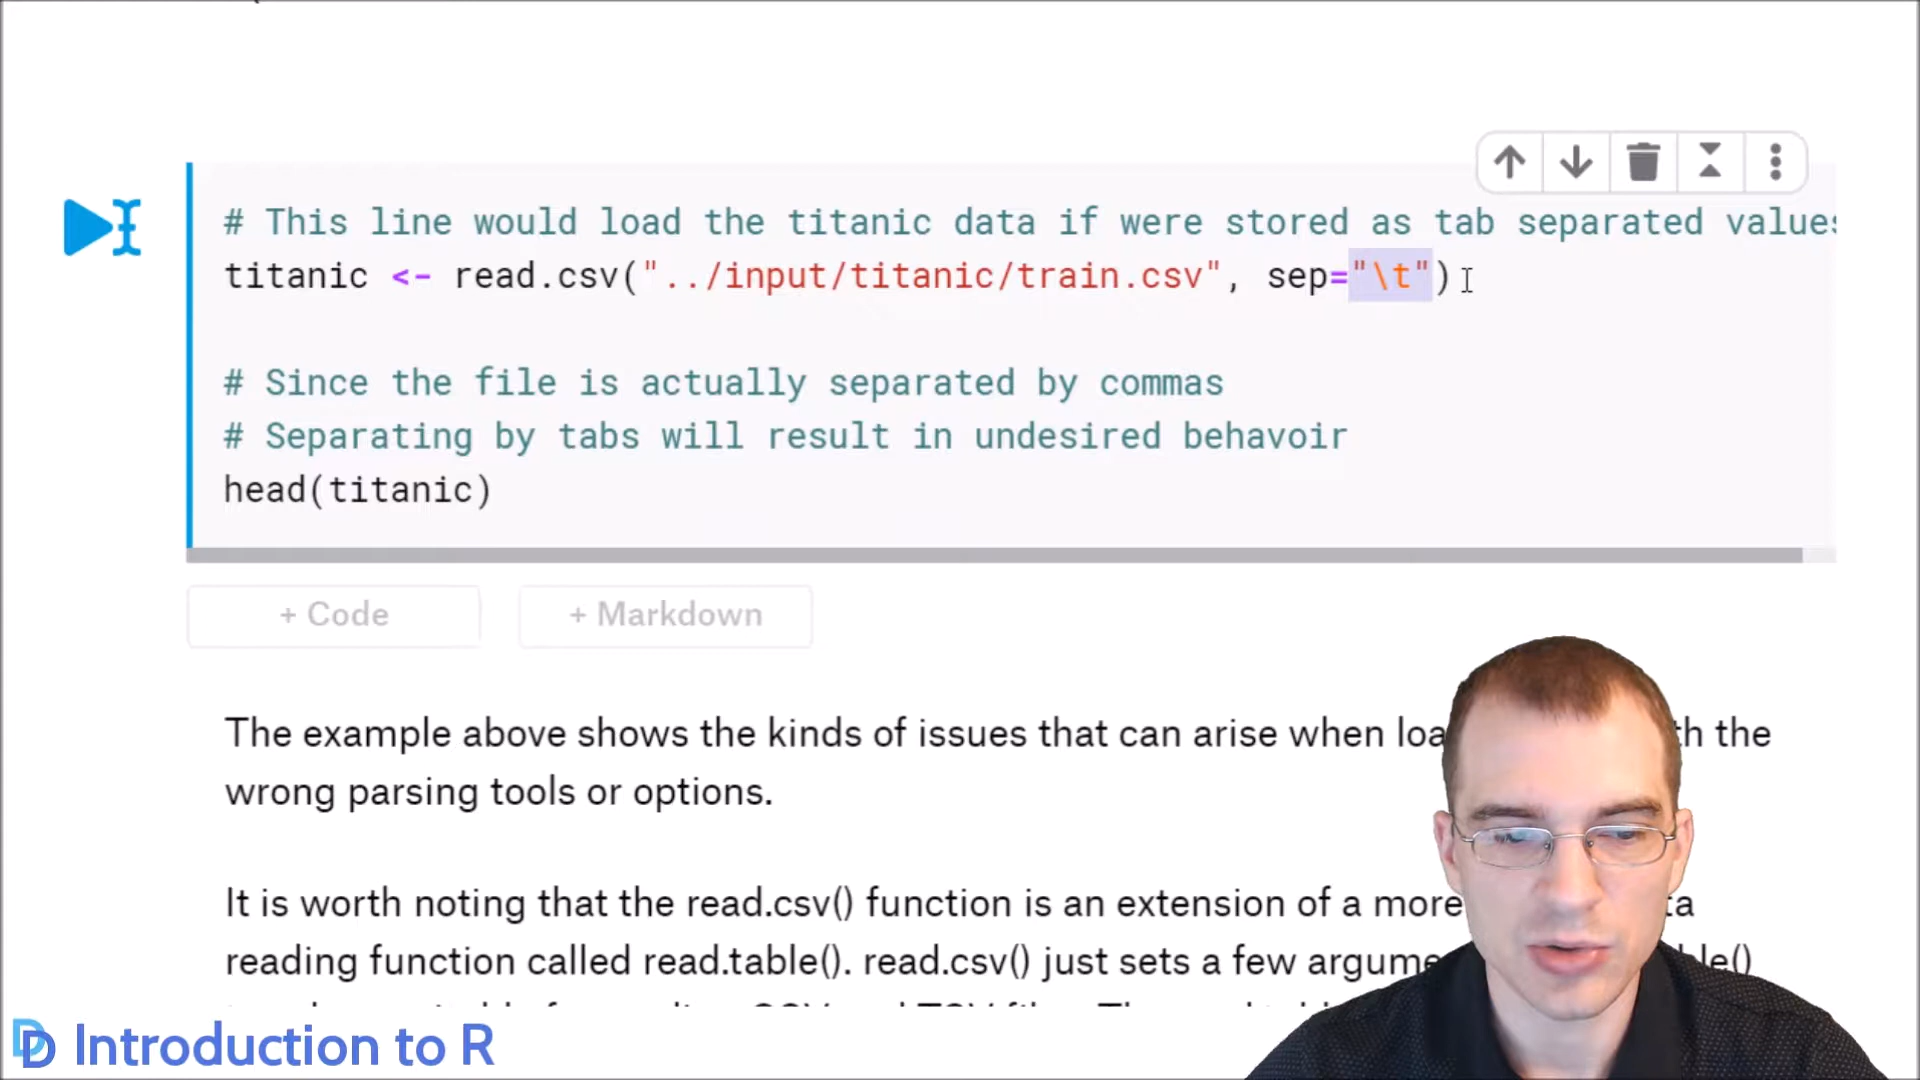 # This line would load the titanic data if were stored as tab separated values
titanic <- read.csv("../input/titanic/train.csv", sep="\t")
# Since the file is actually separated by commas
# Separating by tabs will result in undesired behavoir
head(titanic)
+ Code
+ Markdown
The example above shows the kinds of issues that can arise when the
wrong parsing tools or options.
It is worth noting that the read.csv() function is an extension of a more
reading function called read.table(). read.csv() just sets a few
D Introduction to R